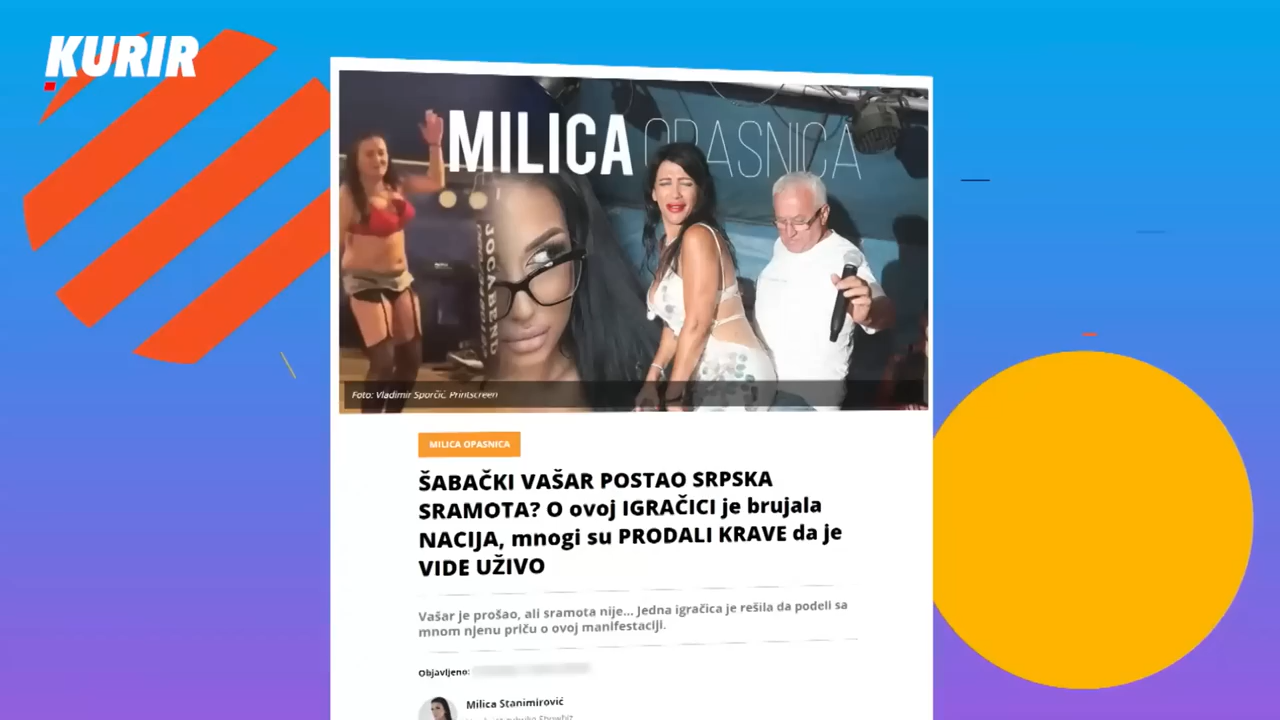 KURIR
MILICA OPASNICA
Foto: Vladimir Sporčić, Printscreen
MILICA OPASNICA
ŠABAČKI VAŠAR POSTAO SRPSKA
SRAMOTA? O ovoj IGRAČICI je brujala
NACIJA, mnogi su PRODALI KRAVE da je
VIDE UŽIVO
Vašar je prošao, ali sramota nije... Jedna igračica je rešila da podeli sa
mnom njenu priču o ovoj manifestaciji.
Objavljeno:
Milica Stanimirović